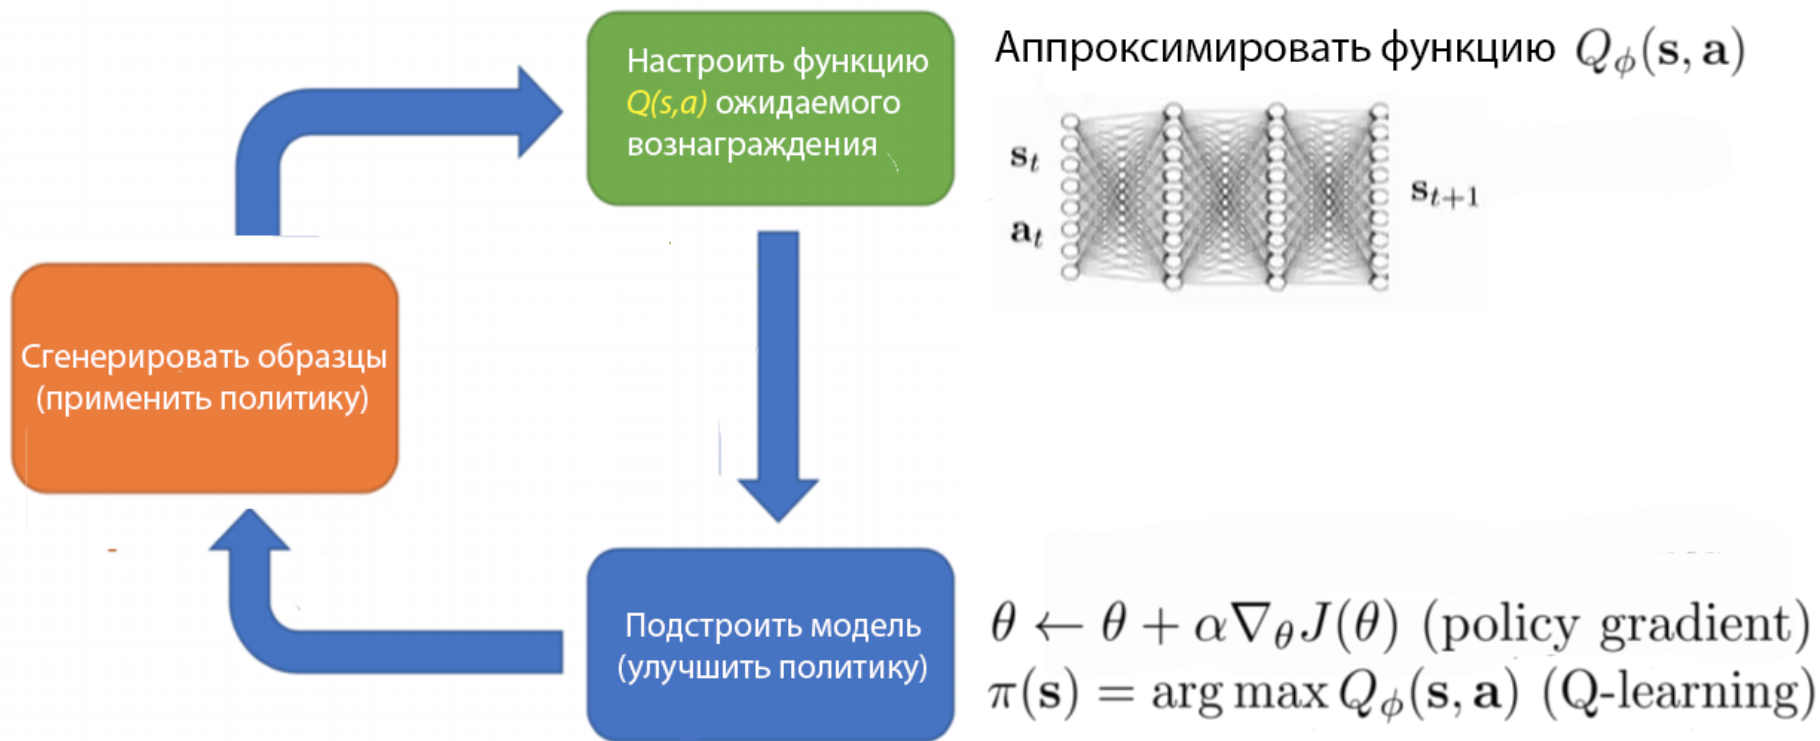 Настроить функцию
Q(s,a) ожидаемого
вознаграждения
Аппроксимировать функцию Q_ϕ(s, a)
s_t
a_t
s_{t+1}
Сгенерировать образцы
(применить политику)
Подстроить модель
(улучшить политику)
θ ← θ + α∇_θ J(θ) (policy gradient)
π(s) = arg max Q_ϕ(s, a) (Q-learning)